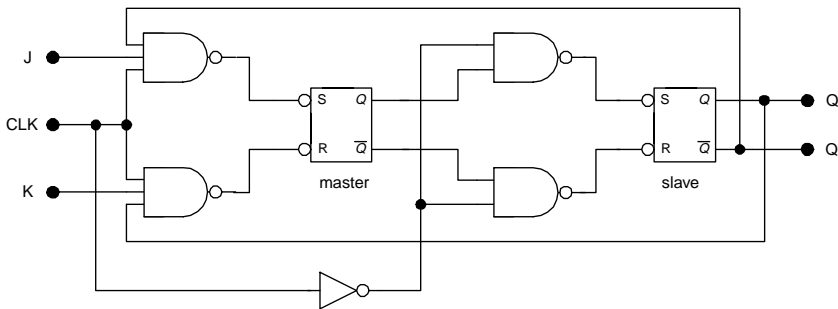 J
CLK
K
S Q
R Q̅
master
S Q
R Q̅
slave
Q
Q